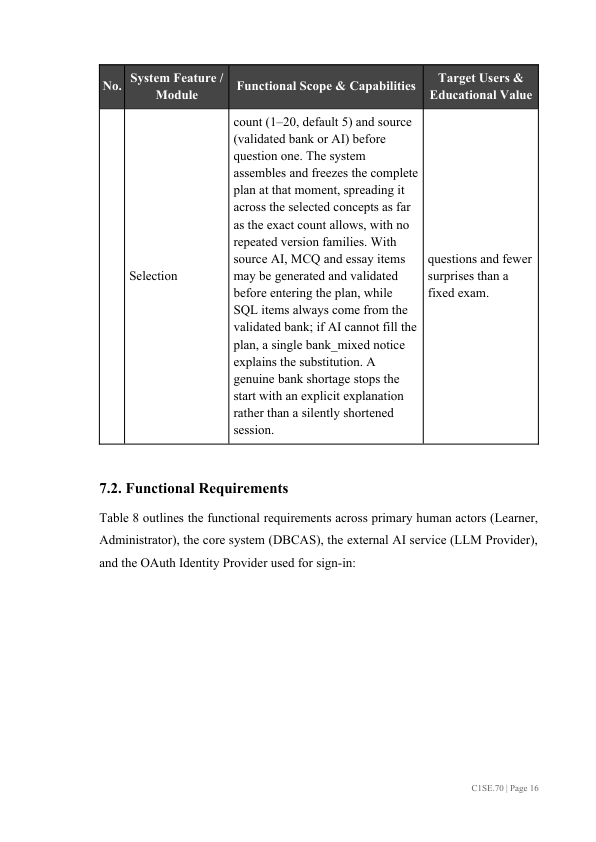 No.
System Feature /
Module
Functional Scope & Capabilities
Target Users &
Educational Value
Selection
count (1–20, default 5) and source
(validated bank or AI) before
question one. The system
assembles and freezes the complete
plan at that moment, spreading it
across the selected concepts as far
as the exact count allows, with no
repeated version families. With
source AI, MCQ and essay items
may be generated and validated
before entering the plan, while
SQL items always come from the
validated bank; if AI cannot fill the
plan, a single bank_mixed notice
explains the substitution. A
genuine bank shortage stops the
start with an explicit explanation
rather than a silently shortened
session.
questions and fewer
surprises than a
fixed exam.
7.2. Functional Requirements
Table 8 outlines the functional requirements across primary human actors (Learner,
Administrator), the core system (DBCAS), the external AI service (LLM Provider),
and the OAuth Identity Provider used for sign-in:
C1SE.70 | Page 16